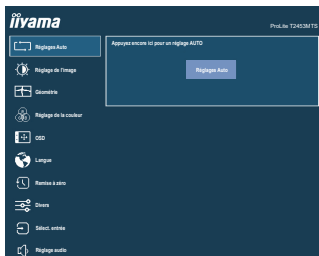 iiyama
ProLite T2453MTS
Réglages Auto
Appuyez encore ici pour un réglage AUTO
Réglages Auto
Réglage de l'image
Géométrie
Réglage de la couleur
OSD
Langue
Remise à zéro
Divers
Sélect. entrée
Réglage audio